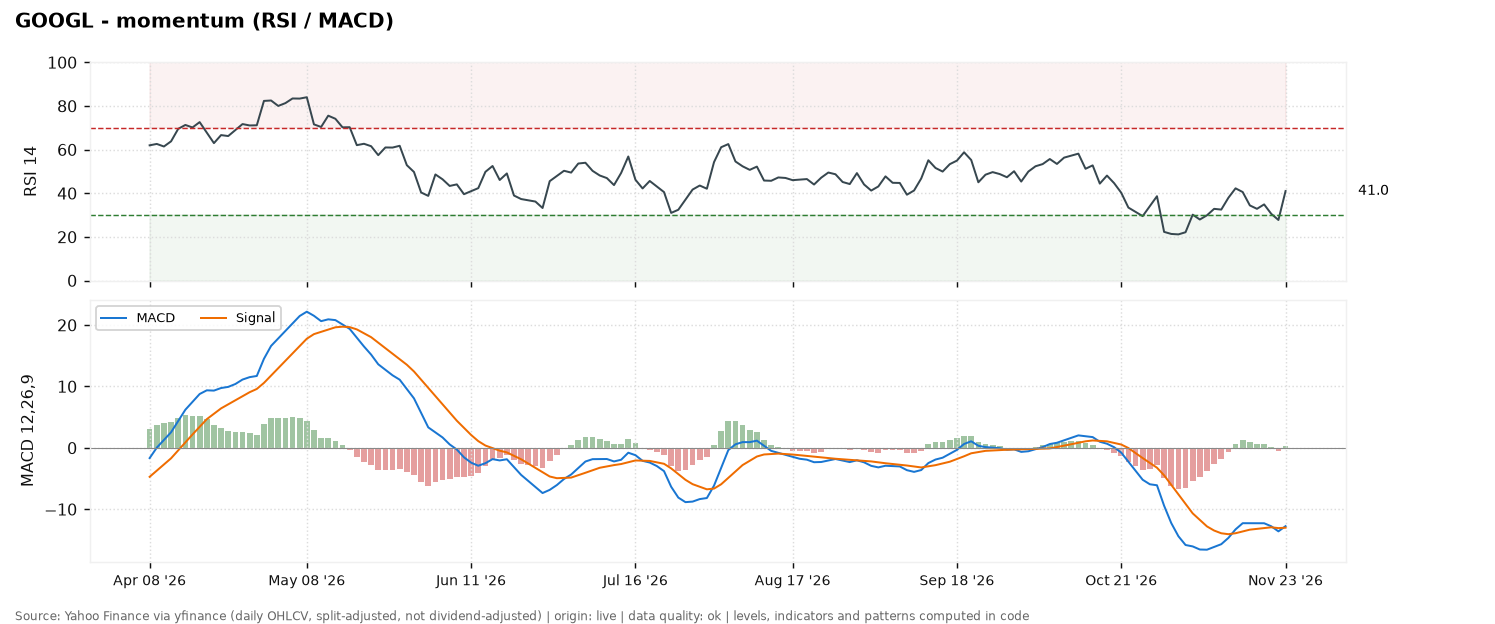 GOOGL - momentum (RSI / MACD)
100
80
60
40
20
0
RSI 14
41.0
MACD
Signal
20
10
0
−10
MACD 12,26,9
Apr 08 '26
May 08 '26
Jun 11 '26
Jul 16 '26
Aug 17 '26
Sep 18 '26
Oct 21 '26
Nov 23 '26
Source: Yahoo Finance via yfinance (daily OHLCV, split-adjusted, not dividend-adjusted) | origin: live | data quality: ok | levels, indicators and patterns computed in code